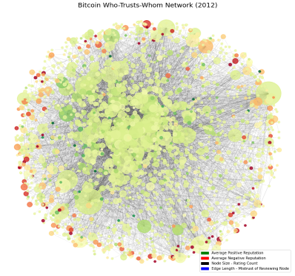 Bitcoin Who-Trusts-Whom Network (2012)
Average Positive Reputation
Average Negative Reputation
Node Size - Rating Count
Edge Length - Mistrust of Reviewing Node